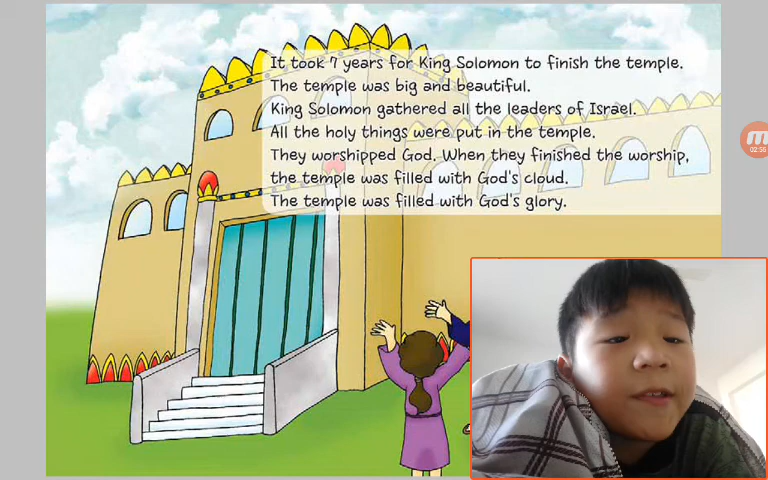 It took 7 years for King Solomon to finish the temple.
The temple was big and beautiful.
King Solomon gathered all the leaders of Israel.
All the holy things were put in the temple.
They worshipped God. When they finished the worship,
the temple was filled with God's cloud.
The temple was filled with God's glory.
02:56